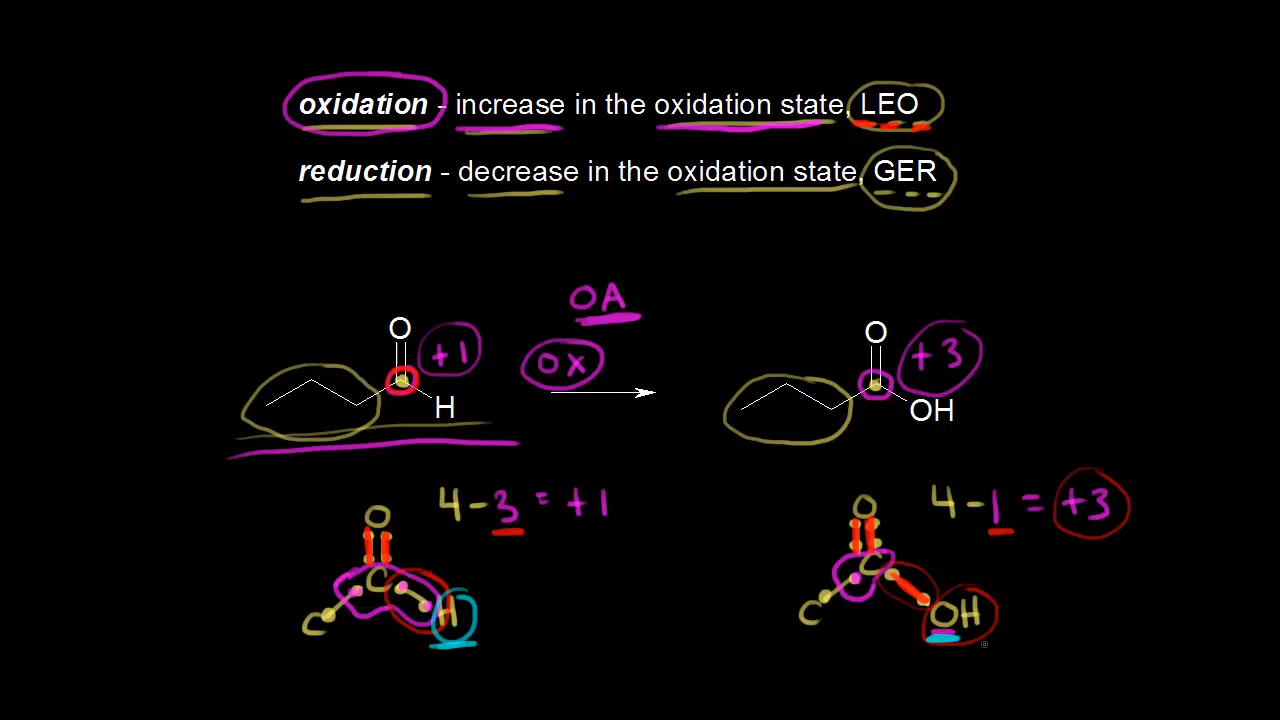 oxidation - increase in the oxidation state, LEO
reduction - decrease in the oxidation state, GER
OA
O +1 OX O +3
H OH
4 - 3 = +1 4 - 1 = +3
O O
C C
C H C OH